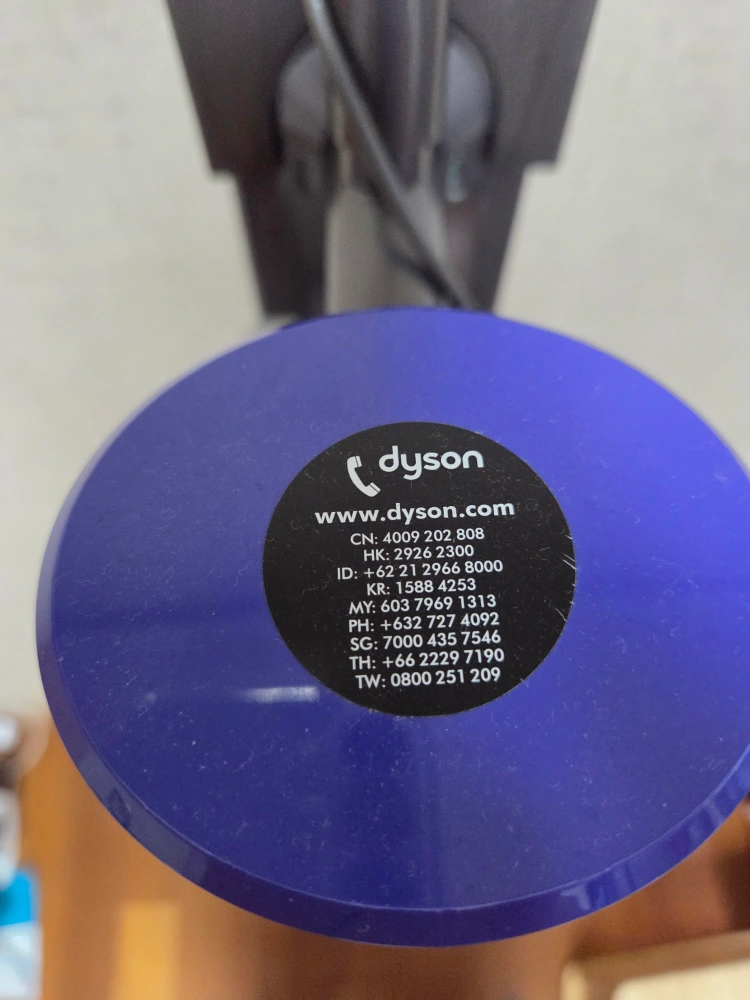 dyson
www.dyson.com
CN: 4009 202 808
HK: 2926 2300
ID: +62 21 2966 8000
KR: 1588 4253
MY: 603 7969 1313
PH: +632 727 4092
SG: 7000 435 7546
TH: +66 2229 7190
TW: 0800 251 209